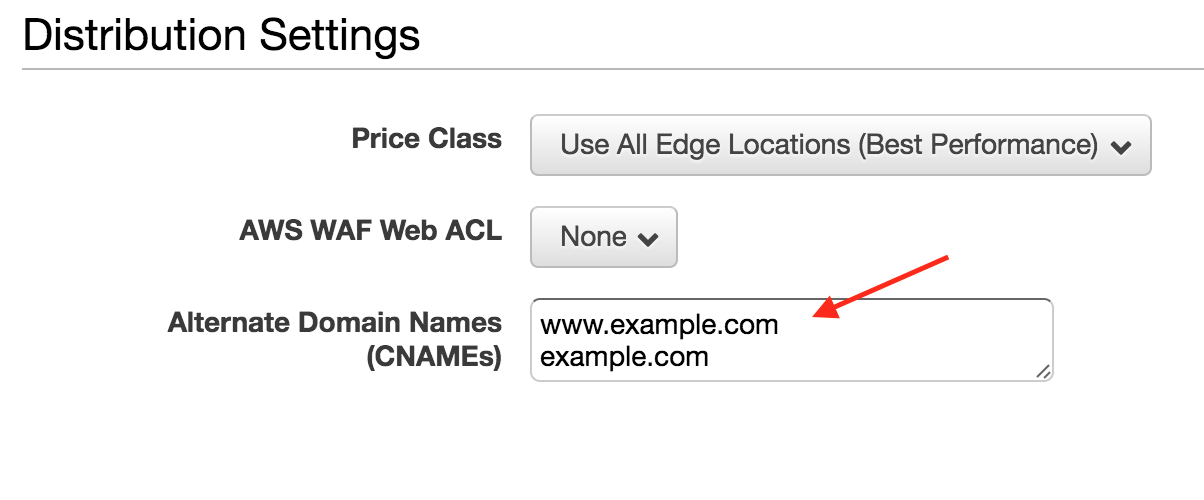 Distribution Settings
Price Class
Use All Edge Locations (Best Performance)
AWS WAF Web ACL
None
Alternate Domain Names
(CNAMEs)
www.example.com
example.com